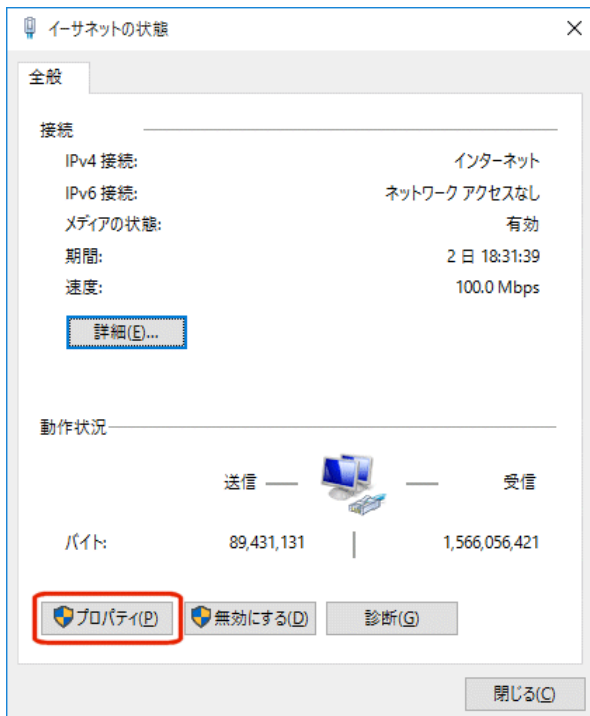 イーサネットの状態
全般
接続
IPv4 接続: インターネット
IPv6 接続: ネットワーク アクセスなし
メディアの状態: 有効
期間: 2 日 18:31:39
速度: 100.0 Mbps
詳細(E)...
動作状況
送信 受信
バイト: 89,431,131 1,566,056,421
プロパティ(P) 無効にする(D) 診断(G)
閉じる(C)